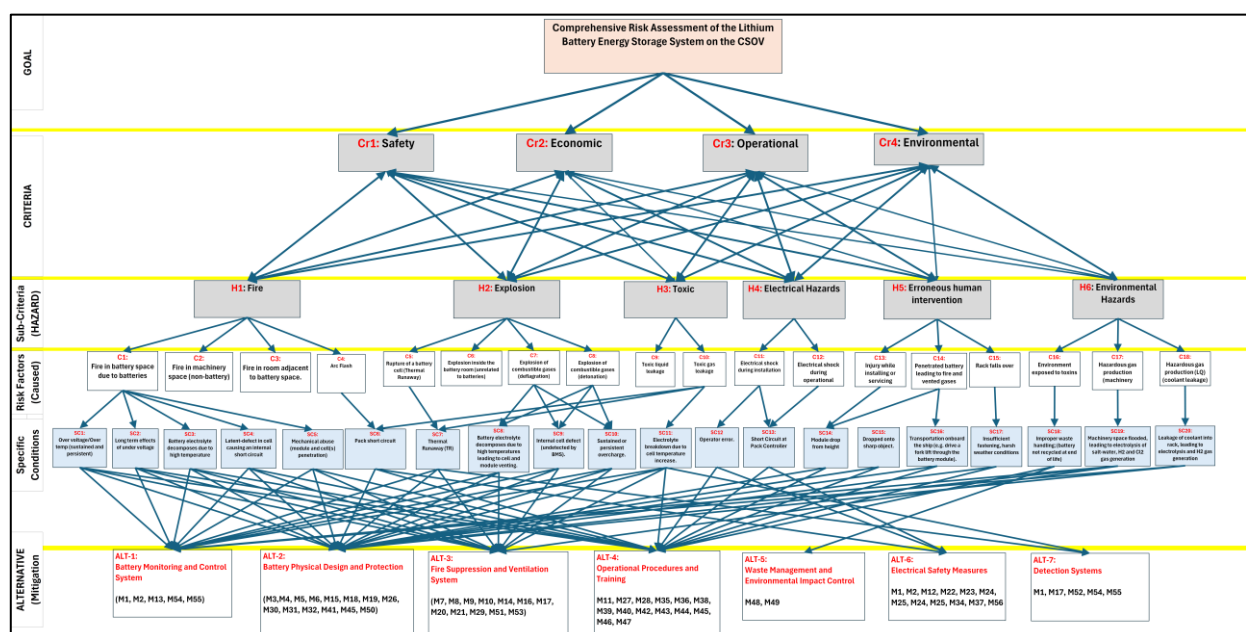 GOAL
Comprehensive Risk Assessment of the Lithium
Battery Energy Storage System on the CSOV
CRITERIA
Cr1: Safety
Cr2: Economic
Cr3: Operational
Cr4: Environmental
Sub-Criteria
(HAZARD)
H1: Fire
H2: Explosion
H3: Toxic
H4: Electrical Hazards
H5: Erroneous human
intervention
H6: Environmental
Hazards
Risk Factors
(Caused)
C1:
Fire in battery space
due to batteries
C2:
Fire in machinery
space (non-battery)
C3:
Fire in room adjacent
to battery space.
C4:
Arc Flash
C5:
Rupture of a battery
cell (Thermal
Runaway)
C6:
Explosion inside the
battery room (unrelated
to batteries)
C7:
Explosion of
combustible gases
(deflagration)
C8:
Explosion of
combustible gases
(detonation)
C9:
Toxic liquid
leakage
C10:
Toxic gas
leakage
C11:
Electrical shock
during installation
C12:
Electrical shock
during
operational
C13:
Injury while
installing or
servicing
C14:
Penetrated battery
leading to fire and
vented gases
C15:
Rack falls over
C16:
Environment
exposed to toxins
C17:
Hazardous gas
production
(machinery
C18:
Hazardous gas
production (LQ)
(coolant leakage)
Specific
Conditions
SC1:
Over voltage/Over
temp (sustained and
persistent)
SC2:
Long term effects of
under voltage
SC3:
Battery electrolyte
decomposes due to
high temperature
SC4:
Latent-defect in cell
causing an internal
short circuit
SC5:
Mechanical abuse
(module and cell(s)
penetration)
SC6:
Pack short circuit
SC7:
Thermal
Runaway (TR)
SC8:
Battery electrolyte
decomposes due to
high temperatures
leading to cell and
module venting.
SC9:
Internal cell defect
(undetected by
BMS).
SC10:
Sustained or
persistent
overcharge.
SC11:
Electrolyte
breakdown due to
cell temperature
increase.
SC12
Operator error.
SC13:
Short Circuit at
Pack Controller
SC14:
Module drop
from height
SC15:
Dropped onto
sharp object.
SC16:
Transportation onboard
the ship (e.g. drive a
fork lift through the
battery module).
SC17:
Insufficient
fastening, harsh
weather conditions
SC18:
Improper waste
handling; (battery
not recycled at end
of life)
SC19:
Machinery space
flooded, leading to
electrolysis of
salt-water, H2 and Cl2
gas generation
SC20:
Leakage of coolant into
rack, leading to
electrolysis and H2 gas
generation
ALTERNATIVE
(Mitigation)
ALT-1:
Battery Monitoring and Control
System
(M1, M2, M13, M54, M55)
ALT-2:
Battery Physical Design and Protection
(M3,M4, M5, M6, M15, M18, M19, M26,
M30, M31, M32, M41, M45, M50)
ALT-3:
Fire Suppression and Ventilation
System
(M7, M8, M9, M10, M14, M16, M17,
M20, M21, M29, M51, M53)
ALT-4:
Operational Procedures and
Training
M11, M27, M28, M35, M36, M38,
M39, M40, M42, M43, M44, M45,
M46, M47
ALT-5:
Waste Management and
Environmental Impact Control
M48, M49
ALT-6:
Electrical Safety Measures
M1, M2, M12, M22, M23, M24,
M25, M24, M25, M34, M37, M56
ALT-7:
Detection Systems
M1, M17, M52, M54, M55